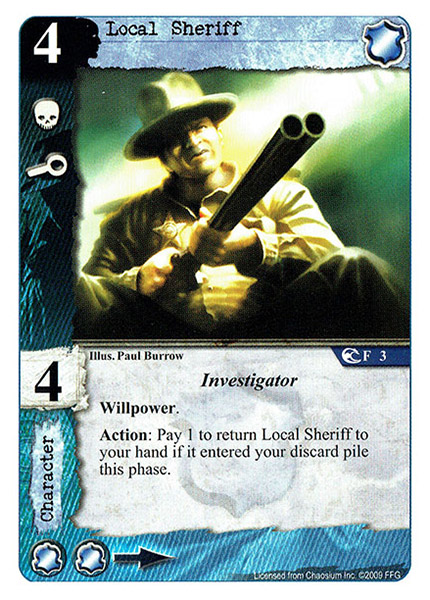 4
Local Sheriff
Illus. Paul Burrow
F 3
4
Investigator
Willpower.
Action: Pay 1 to return Local Sheriff to
your hand if it entered your discard pile
this phase.
Character
Licensed from Chaosium Inc. ©2009 FFG